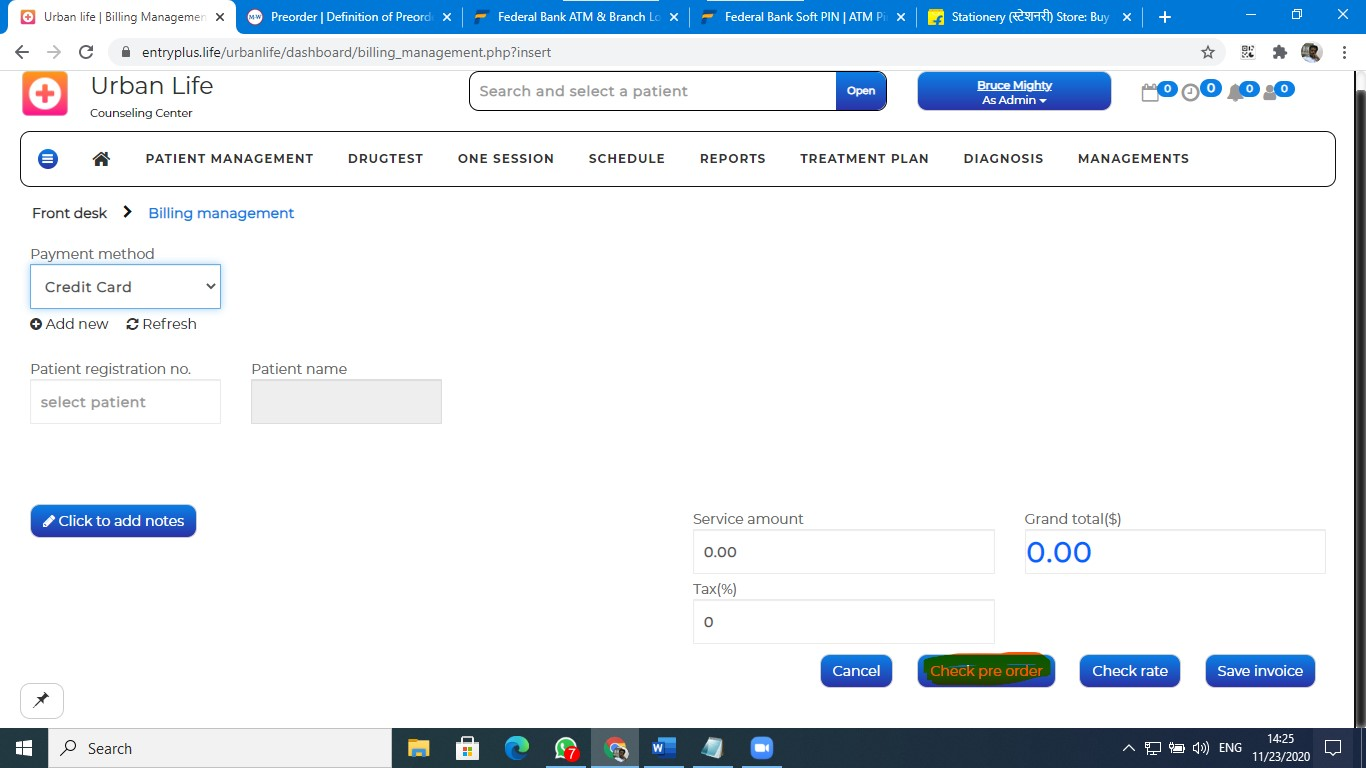 Urban life | Billing Managemen
Preorder | Definition of Preord
Federal Bank ATM & Branch Lo
Federal Bank Soft PIN | ATM Pi
Stationery (स्टेशनरी) Store: Buy
entryplus.life/urbanlife/dashboard/billing_management.php?insert
Urban Life
Counseling Center
Search and select a patient
Open
Bruce Mighty
As Admin
0
0
0
0
PATIENT MANAGEMENT DRUGTEST ONE SESSION SCHEDULE REPORTS TREATMENT PLAN DIAGNOSIS MANAGEMENTS
Front desk Billing management
Payment method
Credit Card
Add new Refresh
Patient registration no. Patient name
select patient
Click to add notes
Service amount Grand total($)
0.00 0.00
Tax(%)
0
Cancel Check pre order Check rate Save invoice
Search
7
ENG
14:25
11/23/2020